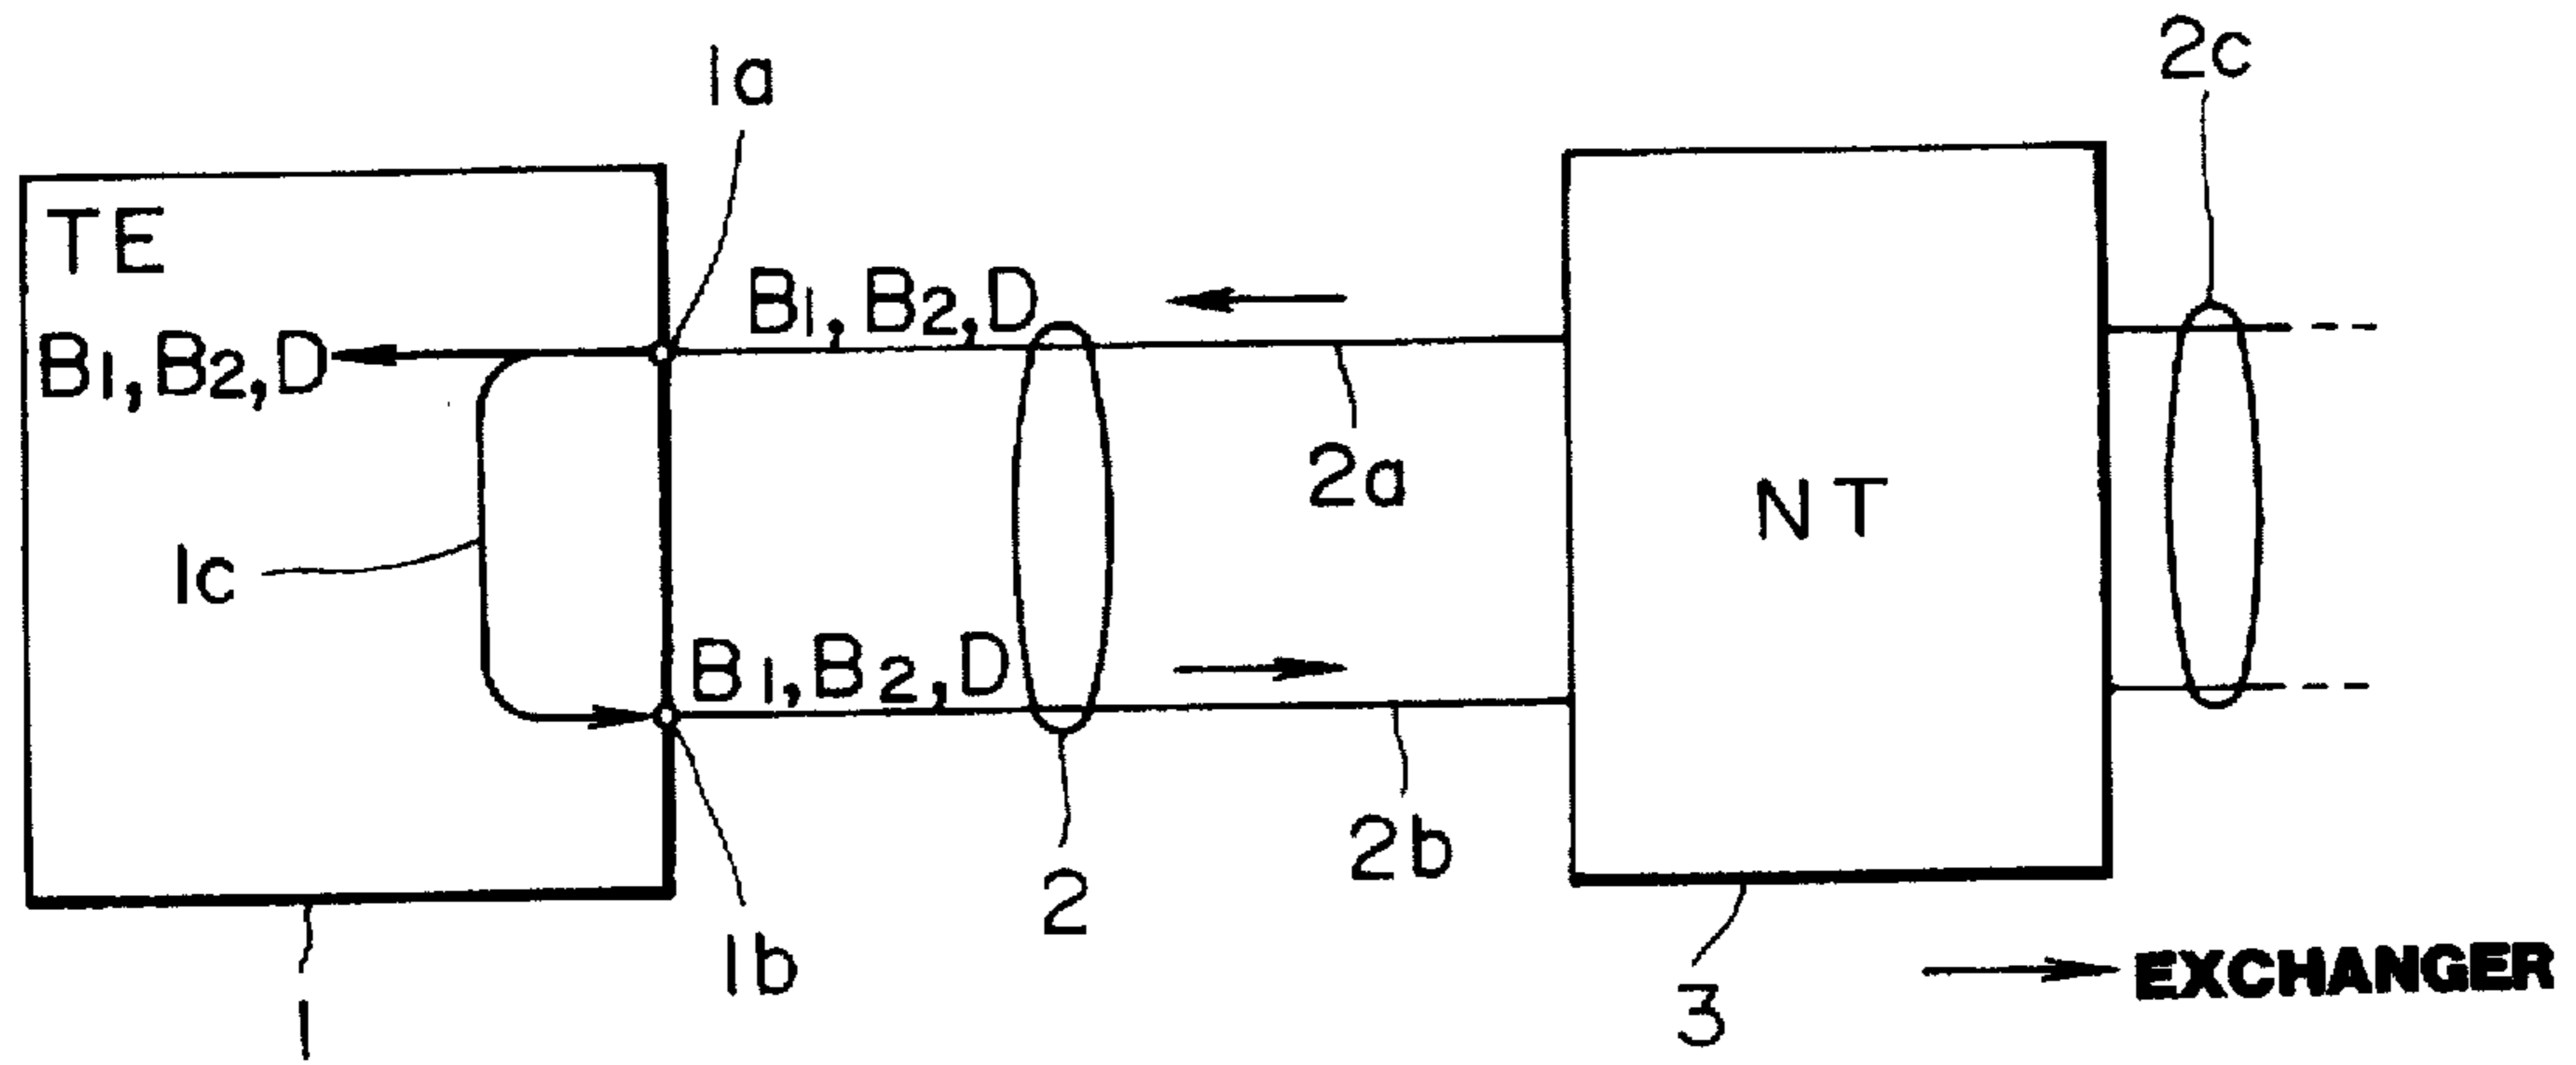 1a
2c
TE
B1, B2, D
B1, B2, D
2a
NT
1c
B1, B2, D
2b
2
1b
1
3
EXCHANGER